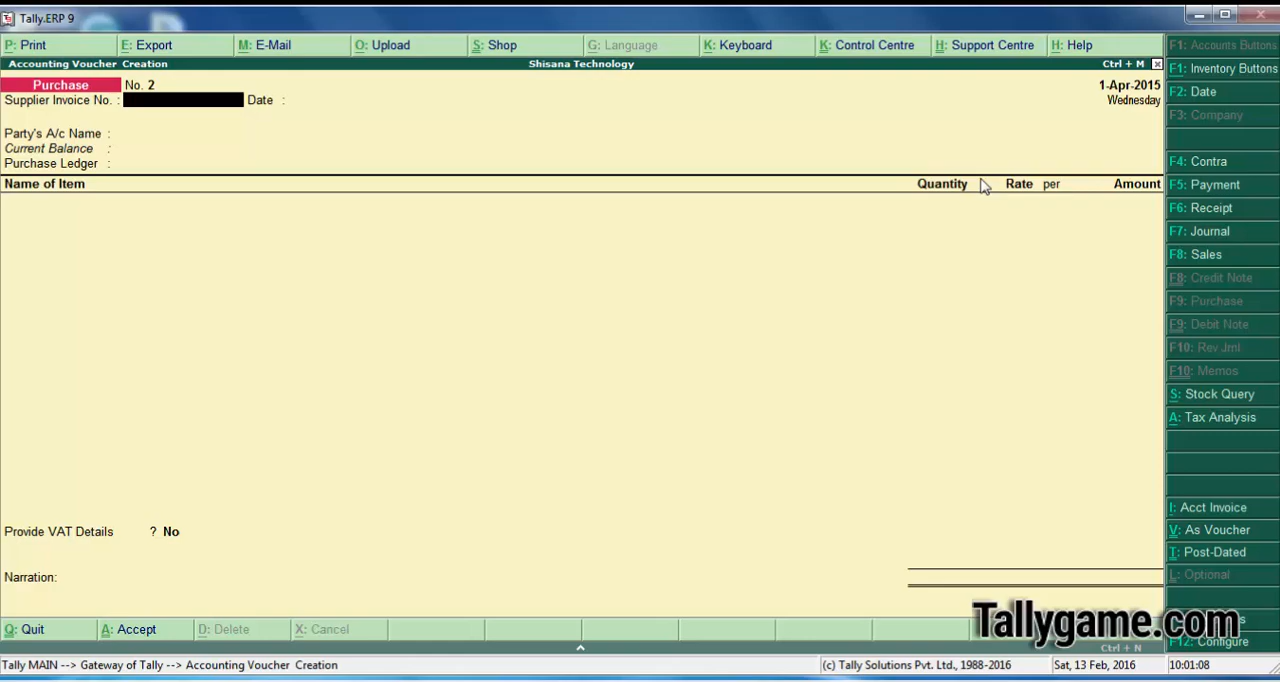 Tally.ERP 9
P: Print E: Export M: E-Mail O: Upload S: Shop G: Language K: Keyboard K: Control Centre H: Support Centre H: Help
F1: Accounts Buttons
Accounting Voucher Creation Shisana Technology Ctrl + M
F1: Inventory Buttons
Purchase No. 2 1-Apr-2015
F2: Date
Supplier Invoice No. : Date : Wednesday
F3: Company
Party's A/c Name :
Current Balance :
Purchase Ledger :
F4: Contra
Name of Item Quantity Rate per Amount
F5: Payment
F6: Receipt
F7: Journal
F8: Sales
F8: Credit Note
F9: Purchase
F9: Debit Note
F10: Rev Jrnl
F10: Memos
S: Stock Query
A: Tax Analysis
I: Acct Invoice
Provide VAT Details ? No
V: As Voucher
T: Post-Dated
Narration:
L: Optional
Tallygame.com
Q: Quit A: Accept D: Delete X: Cancel
F12: Configure
Ctrl + N
Tally MAIN --> Gateway of Tally --> Accounting Voucher Creation (c) Tally Solutions Pvt. Ltd., 1988-2016 Sat, 13 Feb, 2016 10:01:08